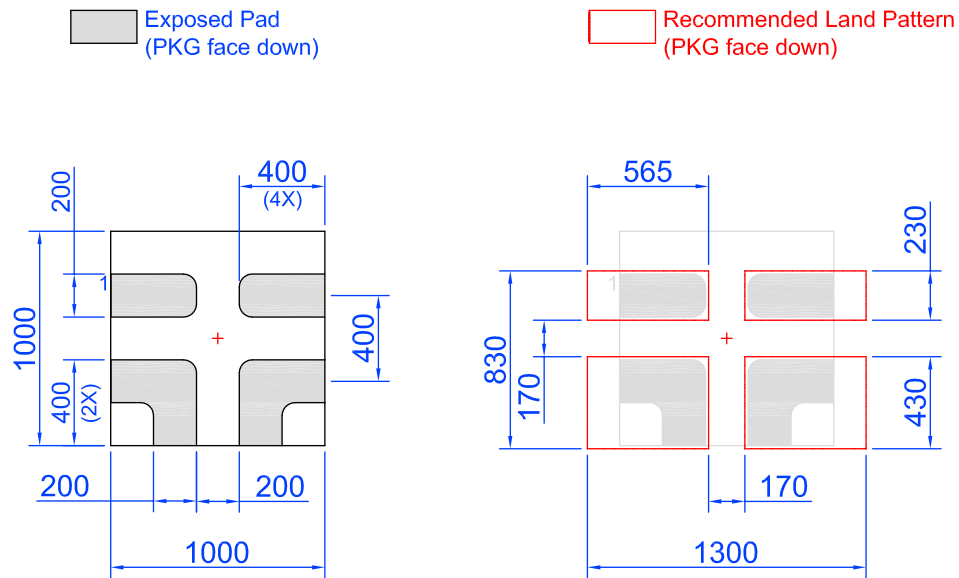 Exposed Pad
(PKG face down)
Recommended Land Pattern
(PKG face down)
200
400
(4X)
1
1000
400
400
(2X)
200
200
1000
565
230
1
830
170
430
170
1300